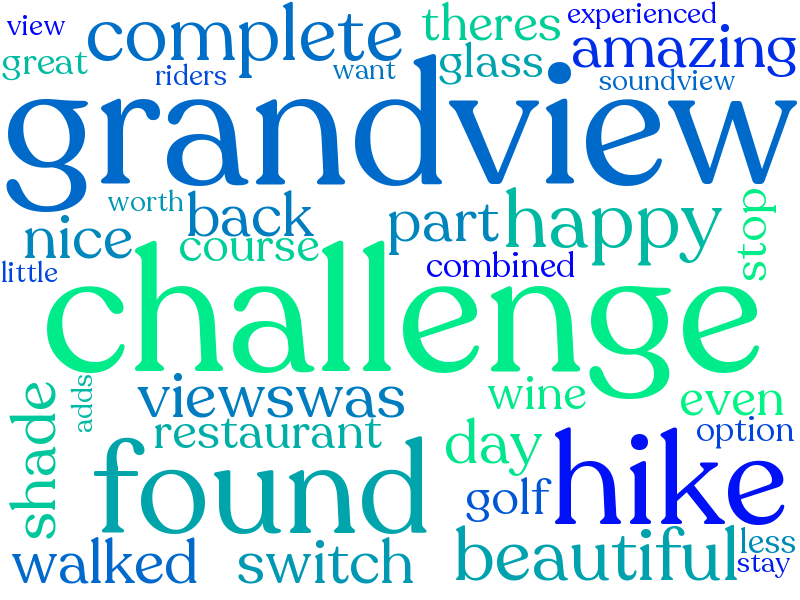 view
complete
theres
experienced
great
riders
want
glass
amazing
soundview
grandview
worth
back
part
happy
stop
nice
course
combined
little
challenge
adds
viewswas
wine
even
shade
restaurant
day
option
found
golf
hike
walked
switch
beautiful
less
stay